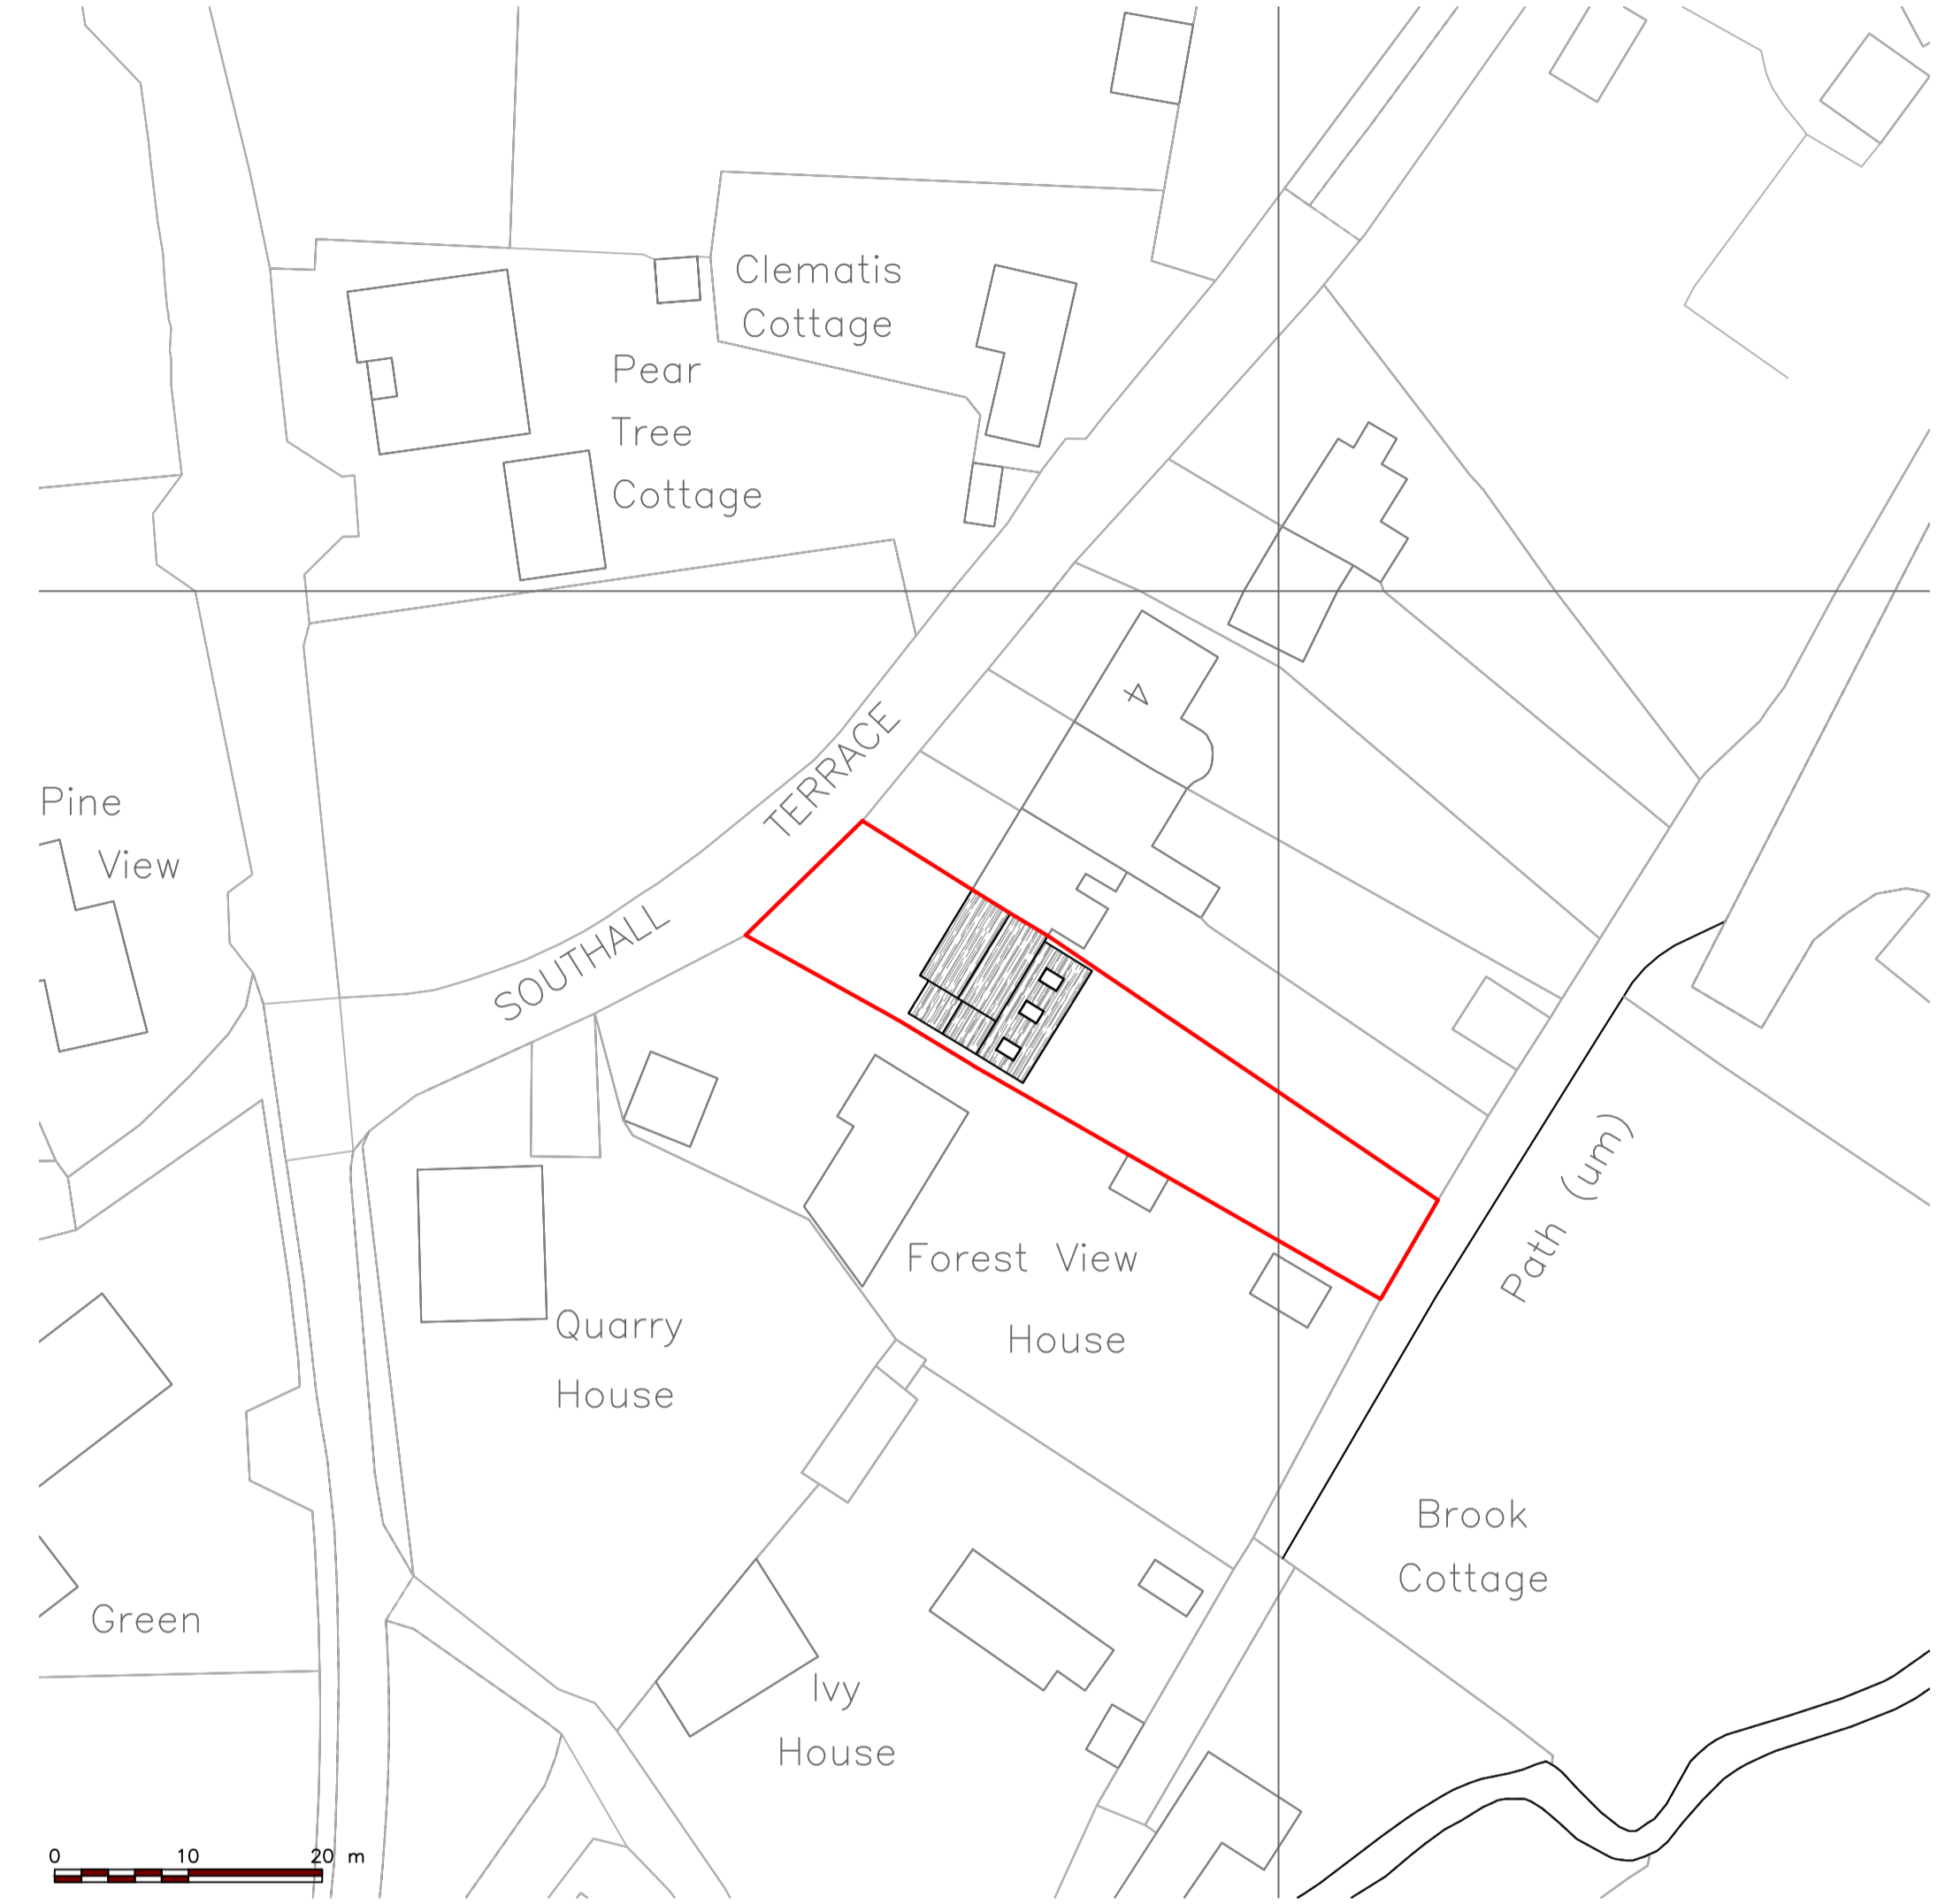 Clematis
Cottage
Pear
Tree
Cottage
4
TERRACE
Pine
View
SOUTHALL
Path (um)
Forest View
House
Quarry
House
Brook
Cottage
Green
Ivy
House
0 10 20 m